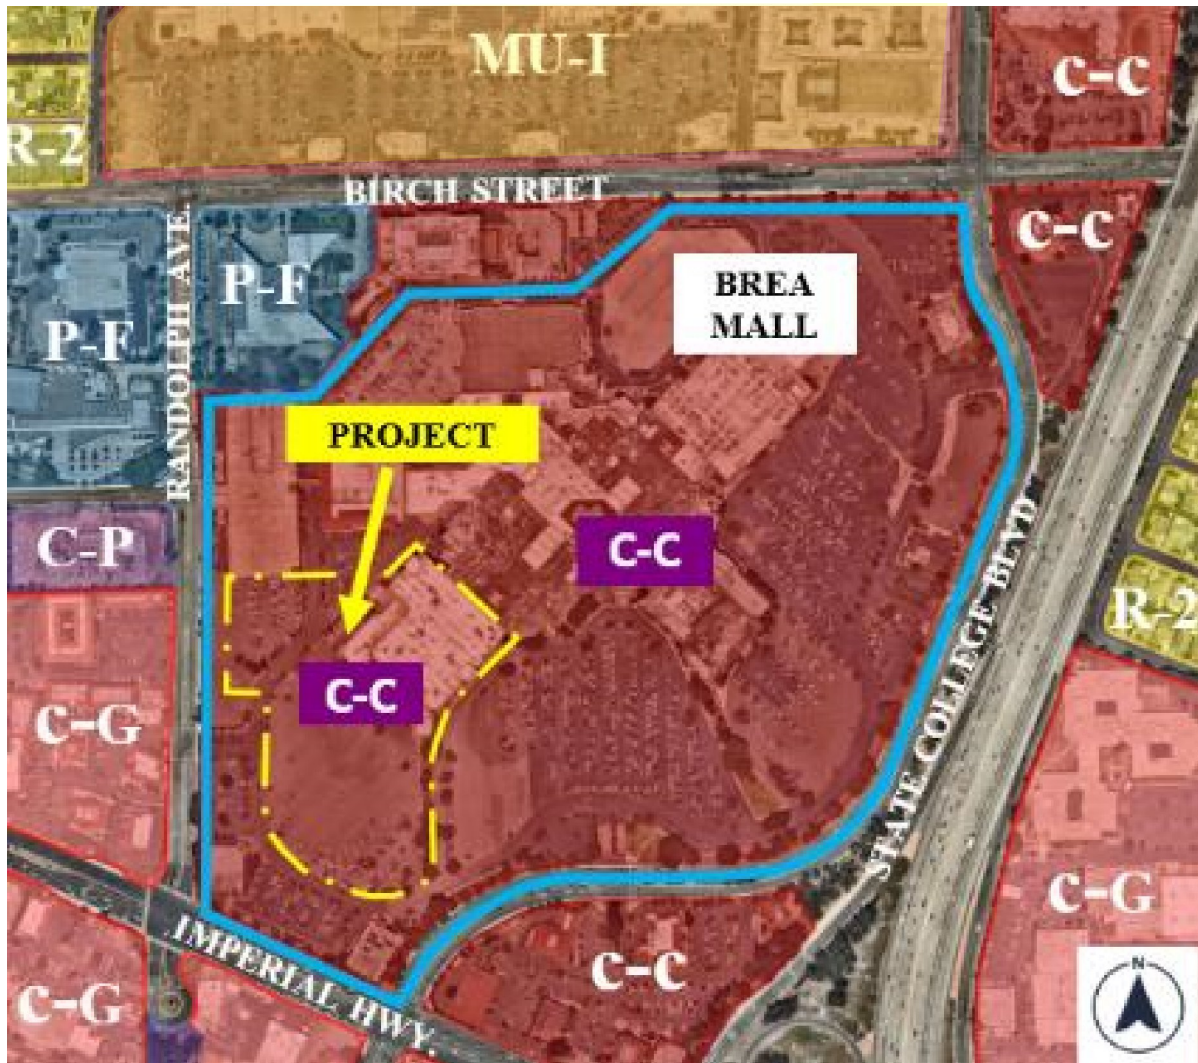 MU-I
C-C
R-2
BIRCH STREET
RANDOLPH AVE.
P-F
P-F
C-C
BREA
MALL
PROJECT
C-P
C-C
C-C
C-G
STATE COLLEGE BLVD
R-2
C-G
IMPERIAL HWY.
C-C
C-G
N